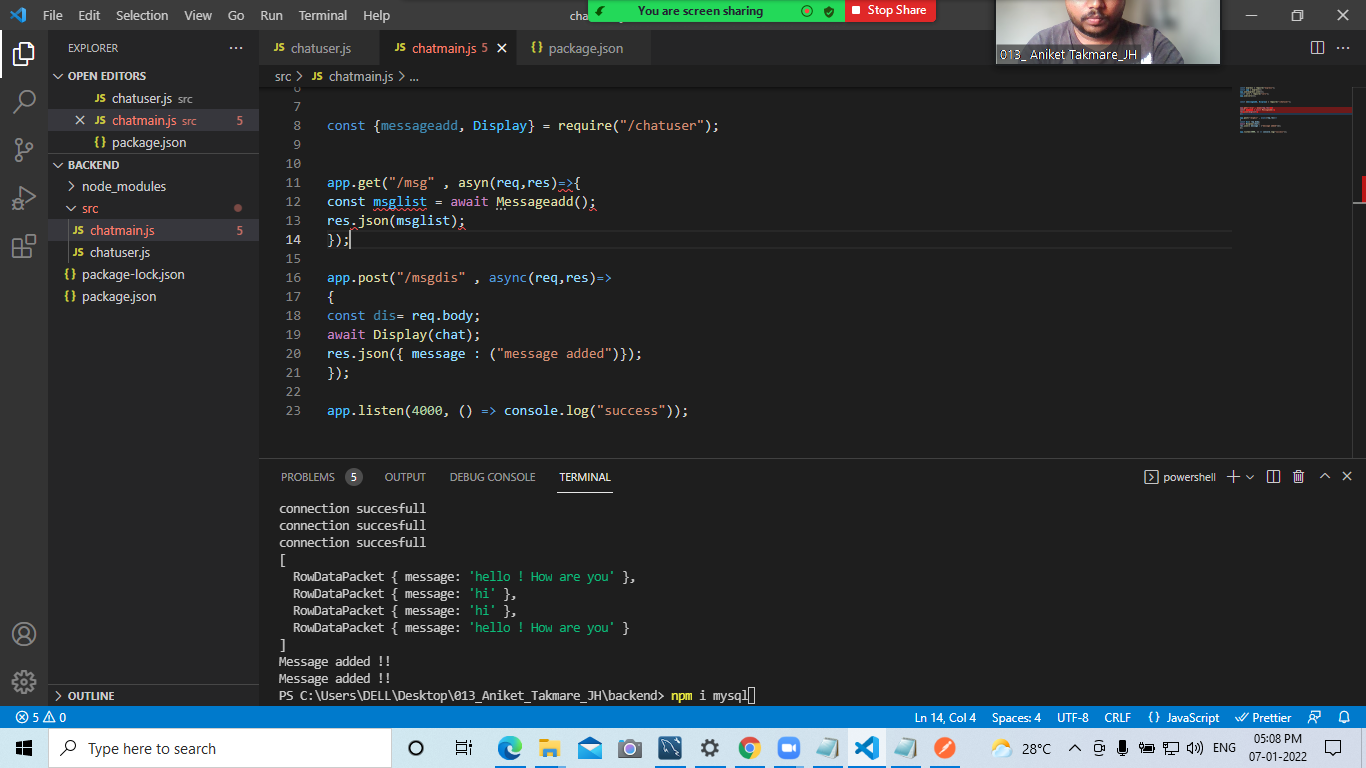 File Edit Selection View Go Run Terminal Help
You are screen sharing
Stop Share
013_ Aniket Takmare_JH
EXPLORER
OPEN EDITORS
JS chatuser.js src
JS chatmain.js src 5
{} package.json
BACKEND
node_modules
src
JS chatmain.js 5
JS chatuser.js
{} package-lock.json
{} package.json
OUTLINE
JS chatuser.js
JS chatmain.js 5
{} package.json
src > JS chatmain.js > ...
7
8 const {messageadd, Display} = require("/chatuser");
9
10
11 app.get("/msg" , asyn(req,res)=>{
12 const msglist = await Messageadd();
13 res.json(msglist);
14 });
15
16 app.post("/msgdis" , async(req,res)=>
17 {
18 const dis= req.body;
19 await Display(chat);
20 res.json({ message : ("message added")});
21 });
22
23 app.listen(4000, () => console.log("success"));
PROBLEMS 5 OUTPUT DEBUG CONSOLE TERMINAL
powershell
connection succesfull
connection succesfull
connection succesfull
[
RowDataPacket { message: 'hello ! How are you' },
RowDataPacket { message: 'hi' },
RowDataPacket { message: 'hi' },
RowDataPacket { message: 'hello ! How are you' }
]
Message added !!
Message added !!
PS C:\Users\DELL\Desktop\013_Aniket_Takmare_JH\backend> npm i mysql
5 0
Ln 14, Col 4 Spaces: 4 UTF-8 CRLF {} JavaScript Prettier
Type here to search
28°C
ENG
05:08 PM
07-01-2022